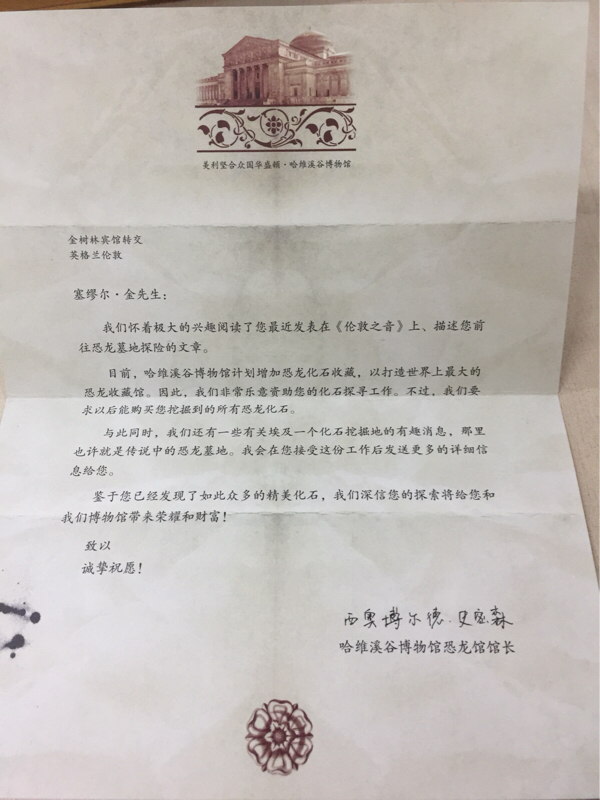 美利坚合众国华盛顿·哈维溪谷博物馆
金树林宾馆转交
英格兰伦敦
塞缪尔·金先生：
我们怀着极大的兴趣阅读了您最近发表在《伦敦之音》上、描述您前
往恐龙墓地探险的文章。
目前，哈维溪谷博物馆计划增加恐龙化石收藏，以打造世界上最大的
恐龙收藏馆。因此，我们非常乐意资助您的化石探寻工作。不过，我们要
求以后能购买您挖掘到的所有恐龙化石。
与此同时，我们还有一些有关埃及一个化石挖掘地的有趣消息，那里
也许就是传说中的恐龙墓地。我会在您接受这份工作后发送更多的详细信
息给您。
鉴于您已经发现了如此众多的精美化石，我们深信您的探索将给您和
我们博物馆带来荣耀和财富！
致以
诚挚祝愿！
西奥博尔德·史密森
哈维溪谷博物馆恐龙馆馆长